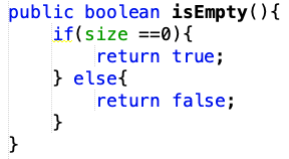 public boolean isEmpty(){
    if(size ==0){
        return true;
    } else{
        return false;
    }
}